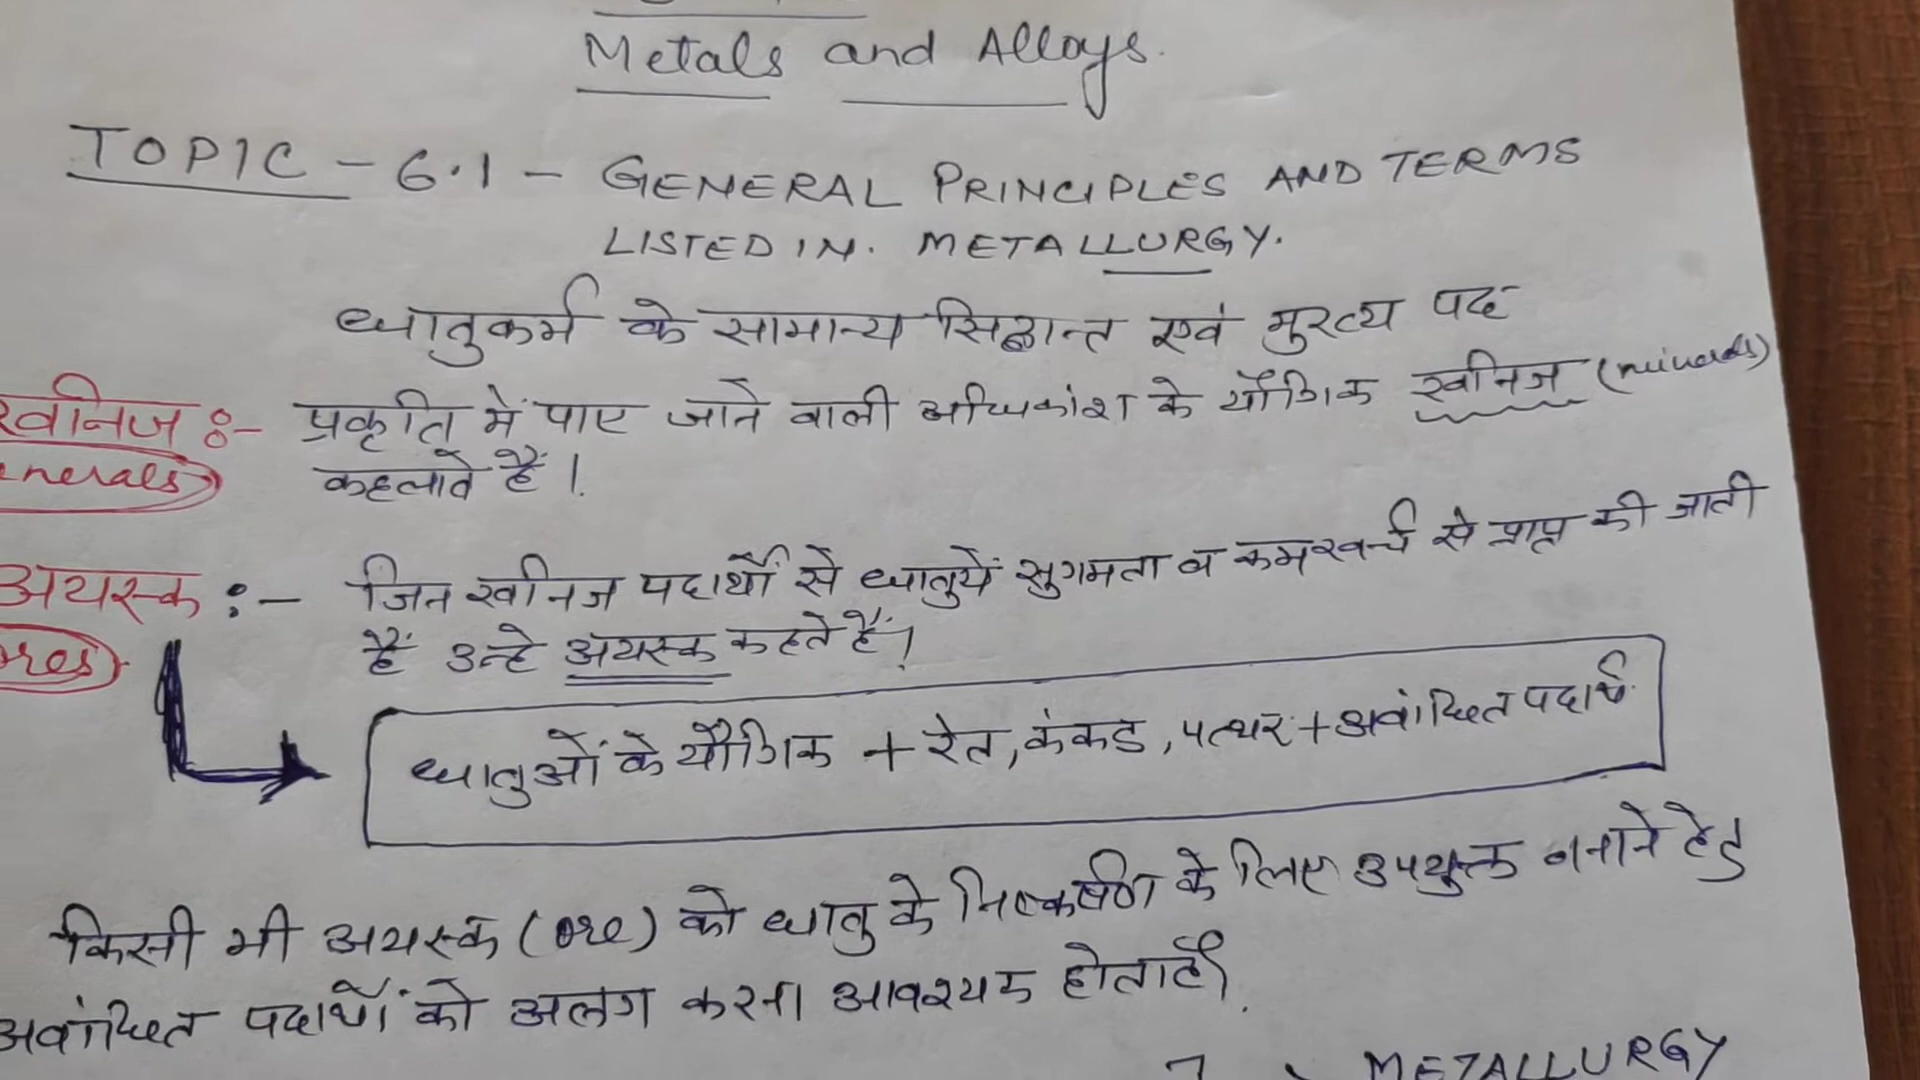 Metals and Alloys.
TOPIC - 6.1 - GENERAL PRINCIPLES AND TERMS
LISTED IN. METALLURGY.
धातुकर्म के सामान्य सिद्धान्त एवं मुख्य पद
खनिज :- प्रकृति में पाए जाने वाली अधिकांश के यौगिक खनिज (minerals)
nerals) कहलाते हैं।
अयस्क :- जिन खनिज पदार्थों से धातुयें सुगमता व कमखर्च से प्राप्त की जाती
ores) हैं उन्हे अयस्क कहते हैं।
धातुओं के यौगिक + रेत, कंकड, पत्थर + अवांधित पदार्थ
किसी भी अयस्क (ore) को धातु के निष्कर्षण के लिए उपयुक्त बनाने हेतु
अवांधित पदार्थों को अलग करना आवश्यक होता है।
METALLURGY